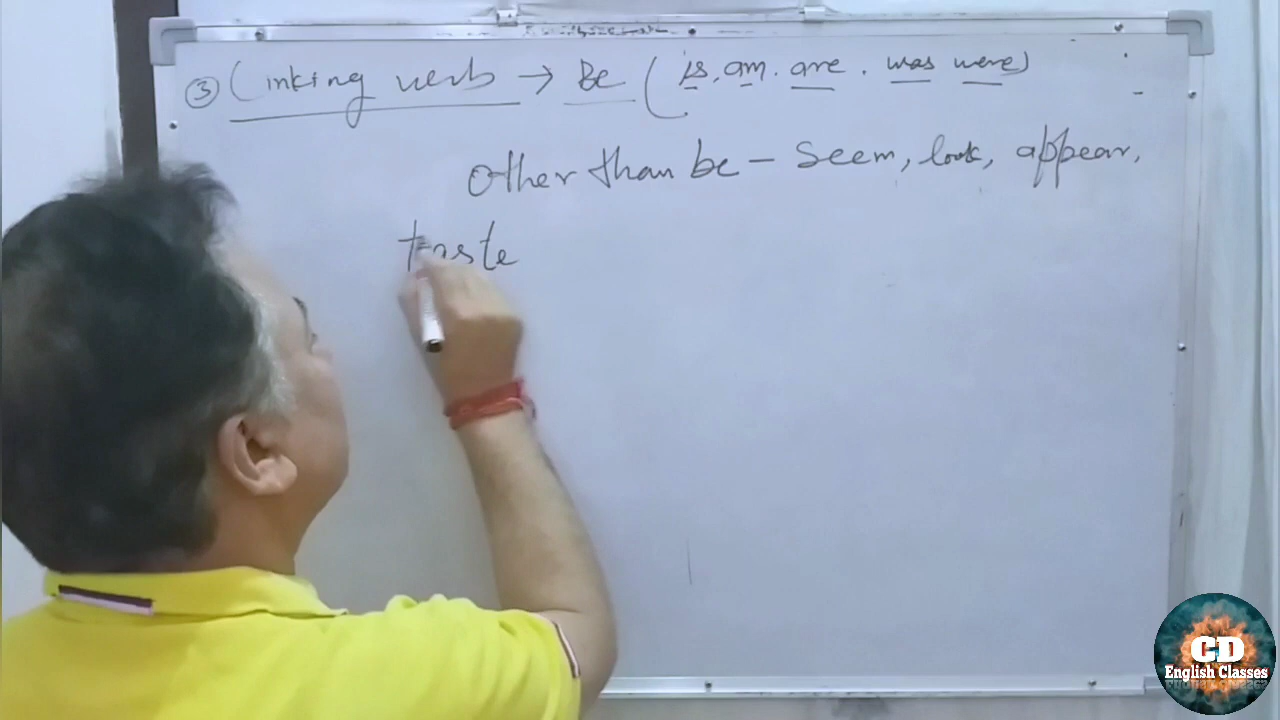 ③ Linking verb → Be (is, am. are. was were)
Other than be – seem, look, appear,
taste
CD
English Classes